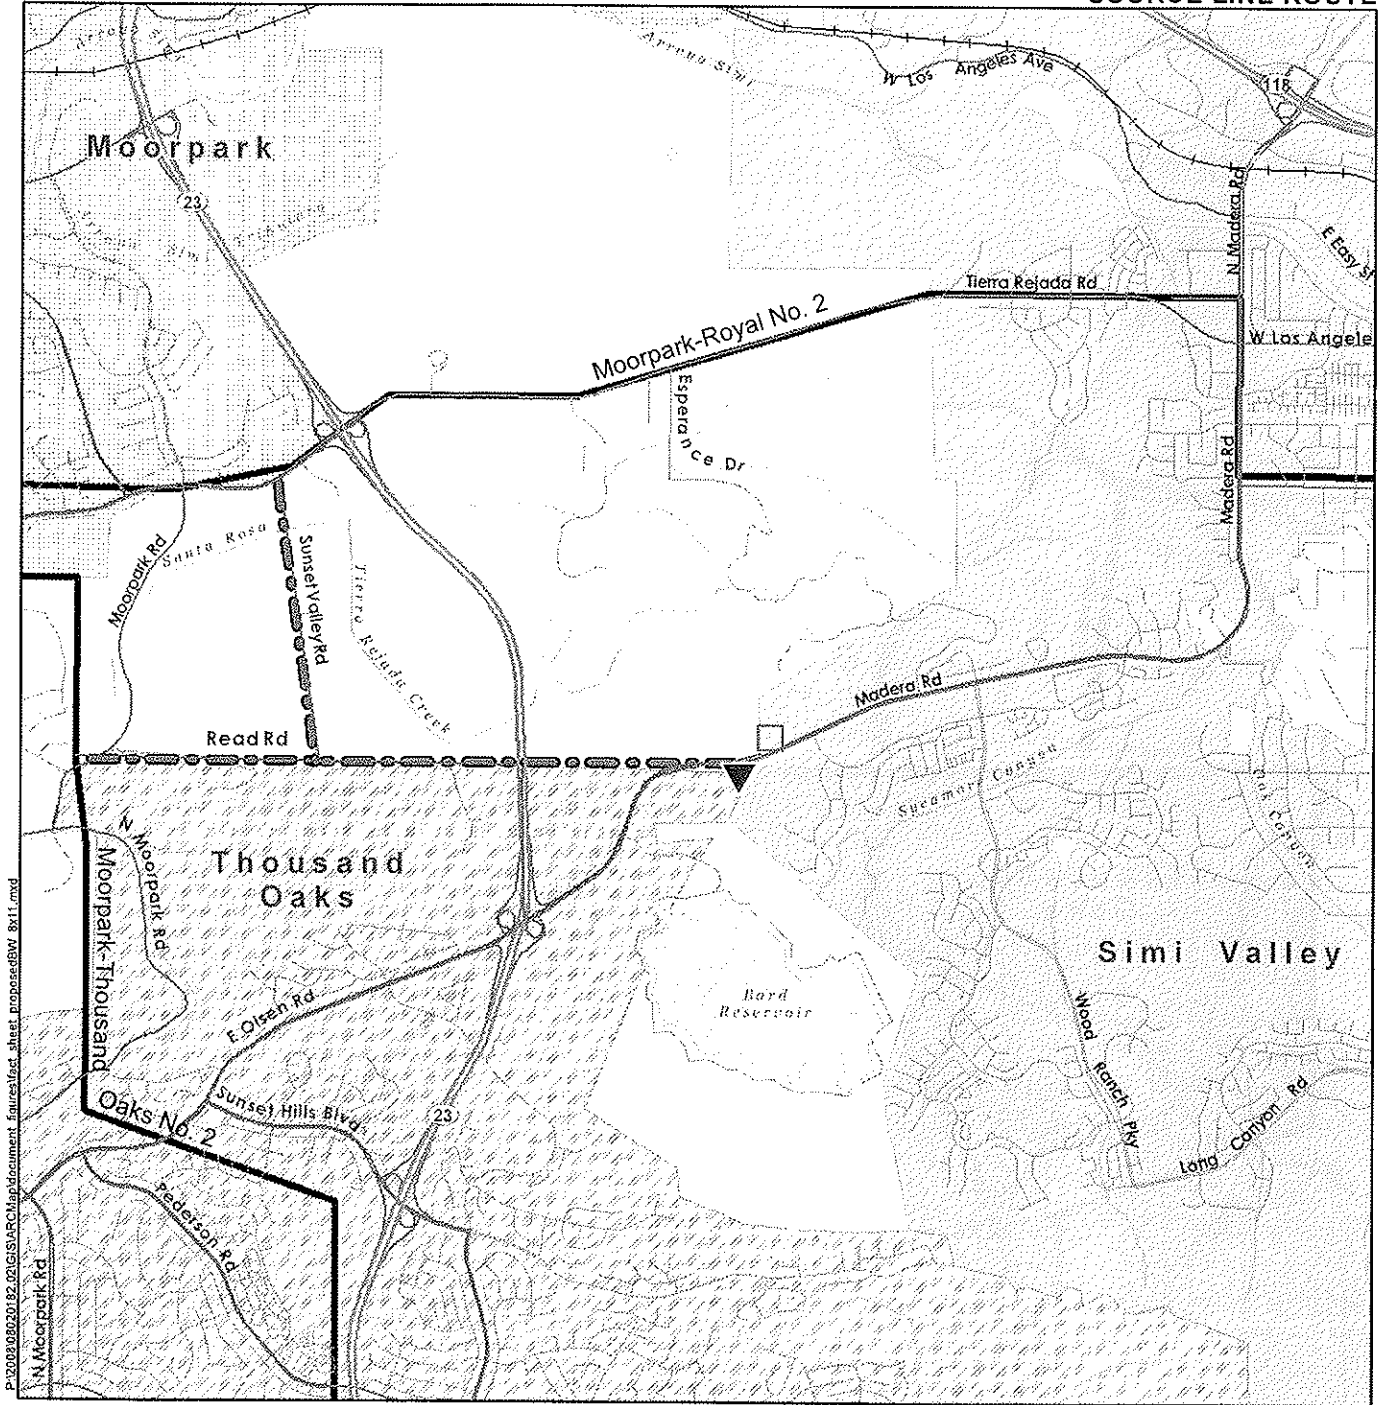 Arroyo Simi
W Los Angeles Ave
118
Moorpark
23
N Madera Rd
E Easy St
Tierra Rejada Rd
Moorpark-Royal No. 2
W Los Angele
Esperance Dr
Madera Rd
Santa Rosa
Moorpark Rd
Sunset Valley Rd
Tierra Rejada Creek
Madera Rd
Read Rd
Sycamore Canyon
N Moorpark Rd
Thousand
Oaks
Moorpark-Thousand
Simi Valley
Bard
Reservoir
E Olsen Rd
Wood Ranch Pky
Oaks No. 2
Sunset Hills Blvd
23
Long Canyon Rd
Pederson Rd
N Moorpark Rd